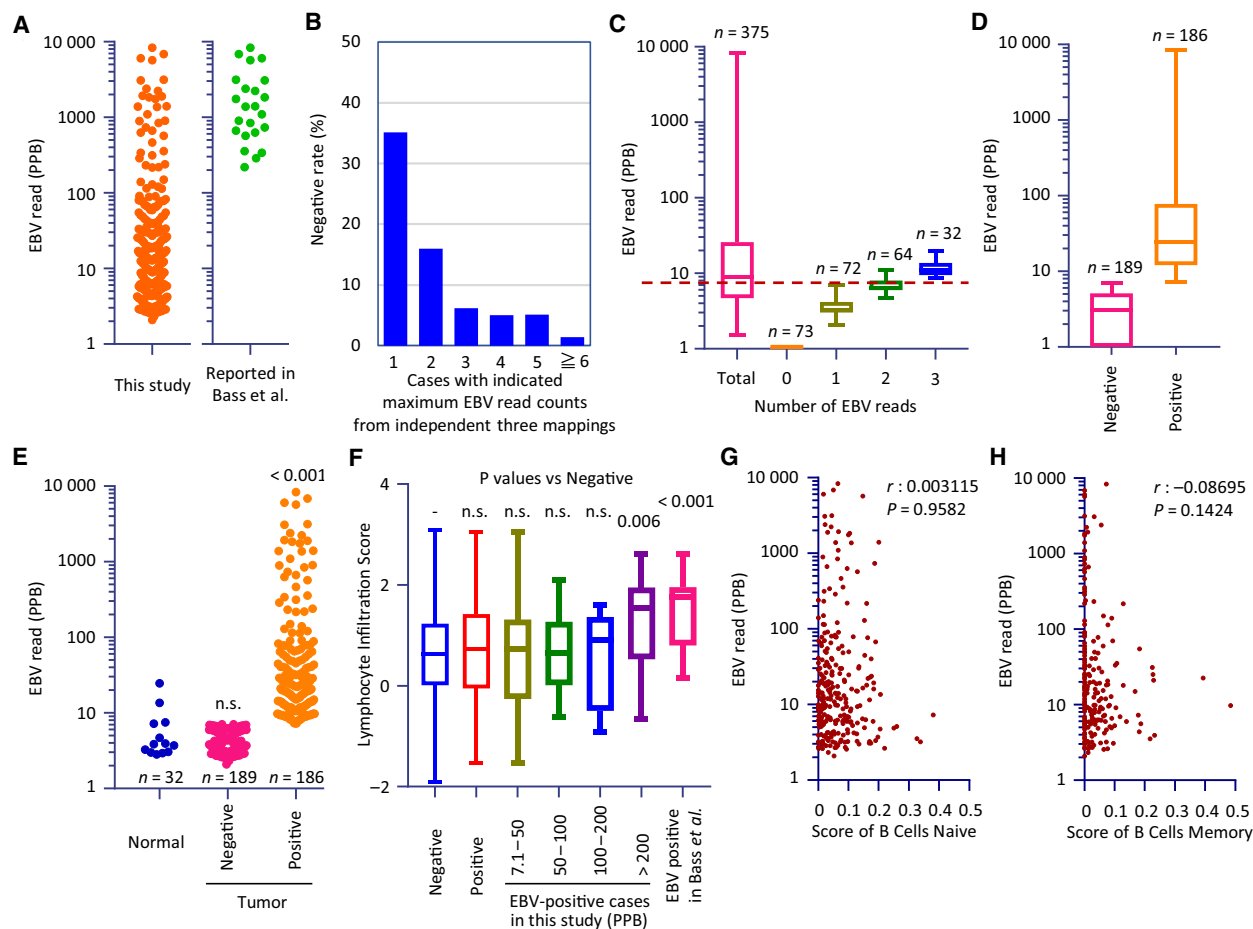 A
10 000
1000
100
10
1
EBV read (PPB)
This study
Reported in
Bass et al.
B
50
40
30
20
10
0
Negative rate (%)
1 2 3 4 5 ≧ 6
Cases with indicated
maximum EBV read counts
from independent three mappings
C
n = 375
10 000
1000
100
10
1
EBV read (PPB)
n = 73
n = 72
n = 64
n = 32
Total 0 1 2 3
Number of EBV reads
D
n = 186
10 000
1000
100
10
1
EBV read (PPB)
n = 189
Negative
Positive
E
< 0.001
10 000
1000
100
10
1
EBV read (PPB)
n.s.
n = 32 n = 189 n = 186
Normal
Negative
Positive
Tumor
F
P values vs Negative
- n.s. n.s. n.s. n.s. 0.006 < 0.001
4
2
0
−2
Lymphocyte Infiltration Score
Negative
Positive
7.1−50
50−100
100−200
> 200
EBV positive
in Bass et al.
EBV-positive cases
in this study (PPB)
G
r : 0.003115
P = 0.9582
10 000
1000
100
10
1
EBV read (PPB)
0 0.1 0.2 0.3 0.4 0.5
Score of B Cells Naive
H
r : −0.08695
P = 0.1424
10 000
1000
100
10
1
EBV read (PPB)
0 0.1 0.2 0.3 0.4 0.5
Score of B Cells Memory